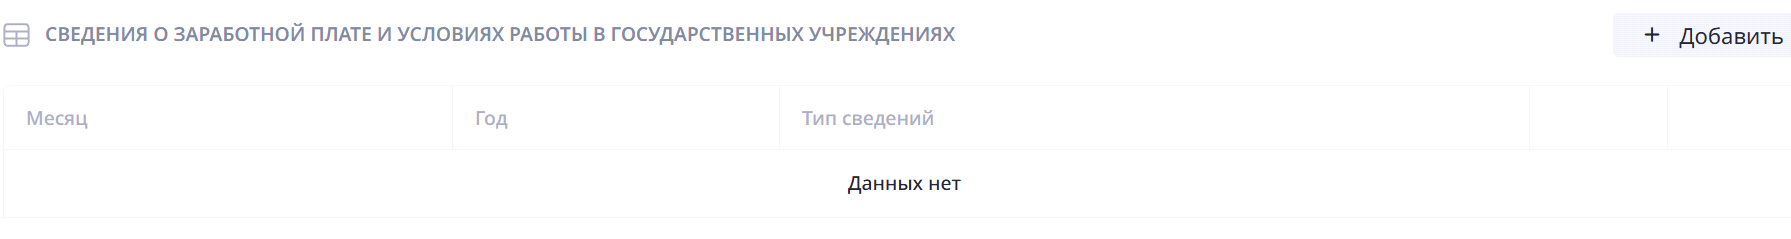 СВЕДЕНИЯ О ЗАРАБОТНОЙ ПЛАТЕ И УСЛОВИЯХ РАБОТЫ В ГОСУДАРСТВЕННЫХ УЧРЕЖДЕНИЯХ
+ Добавить
Месяц Год Тип сведений
Данных нет